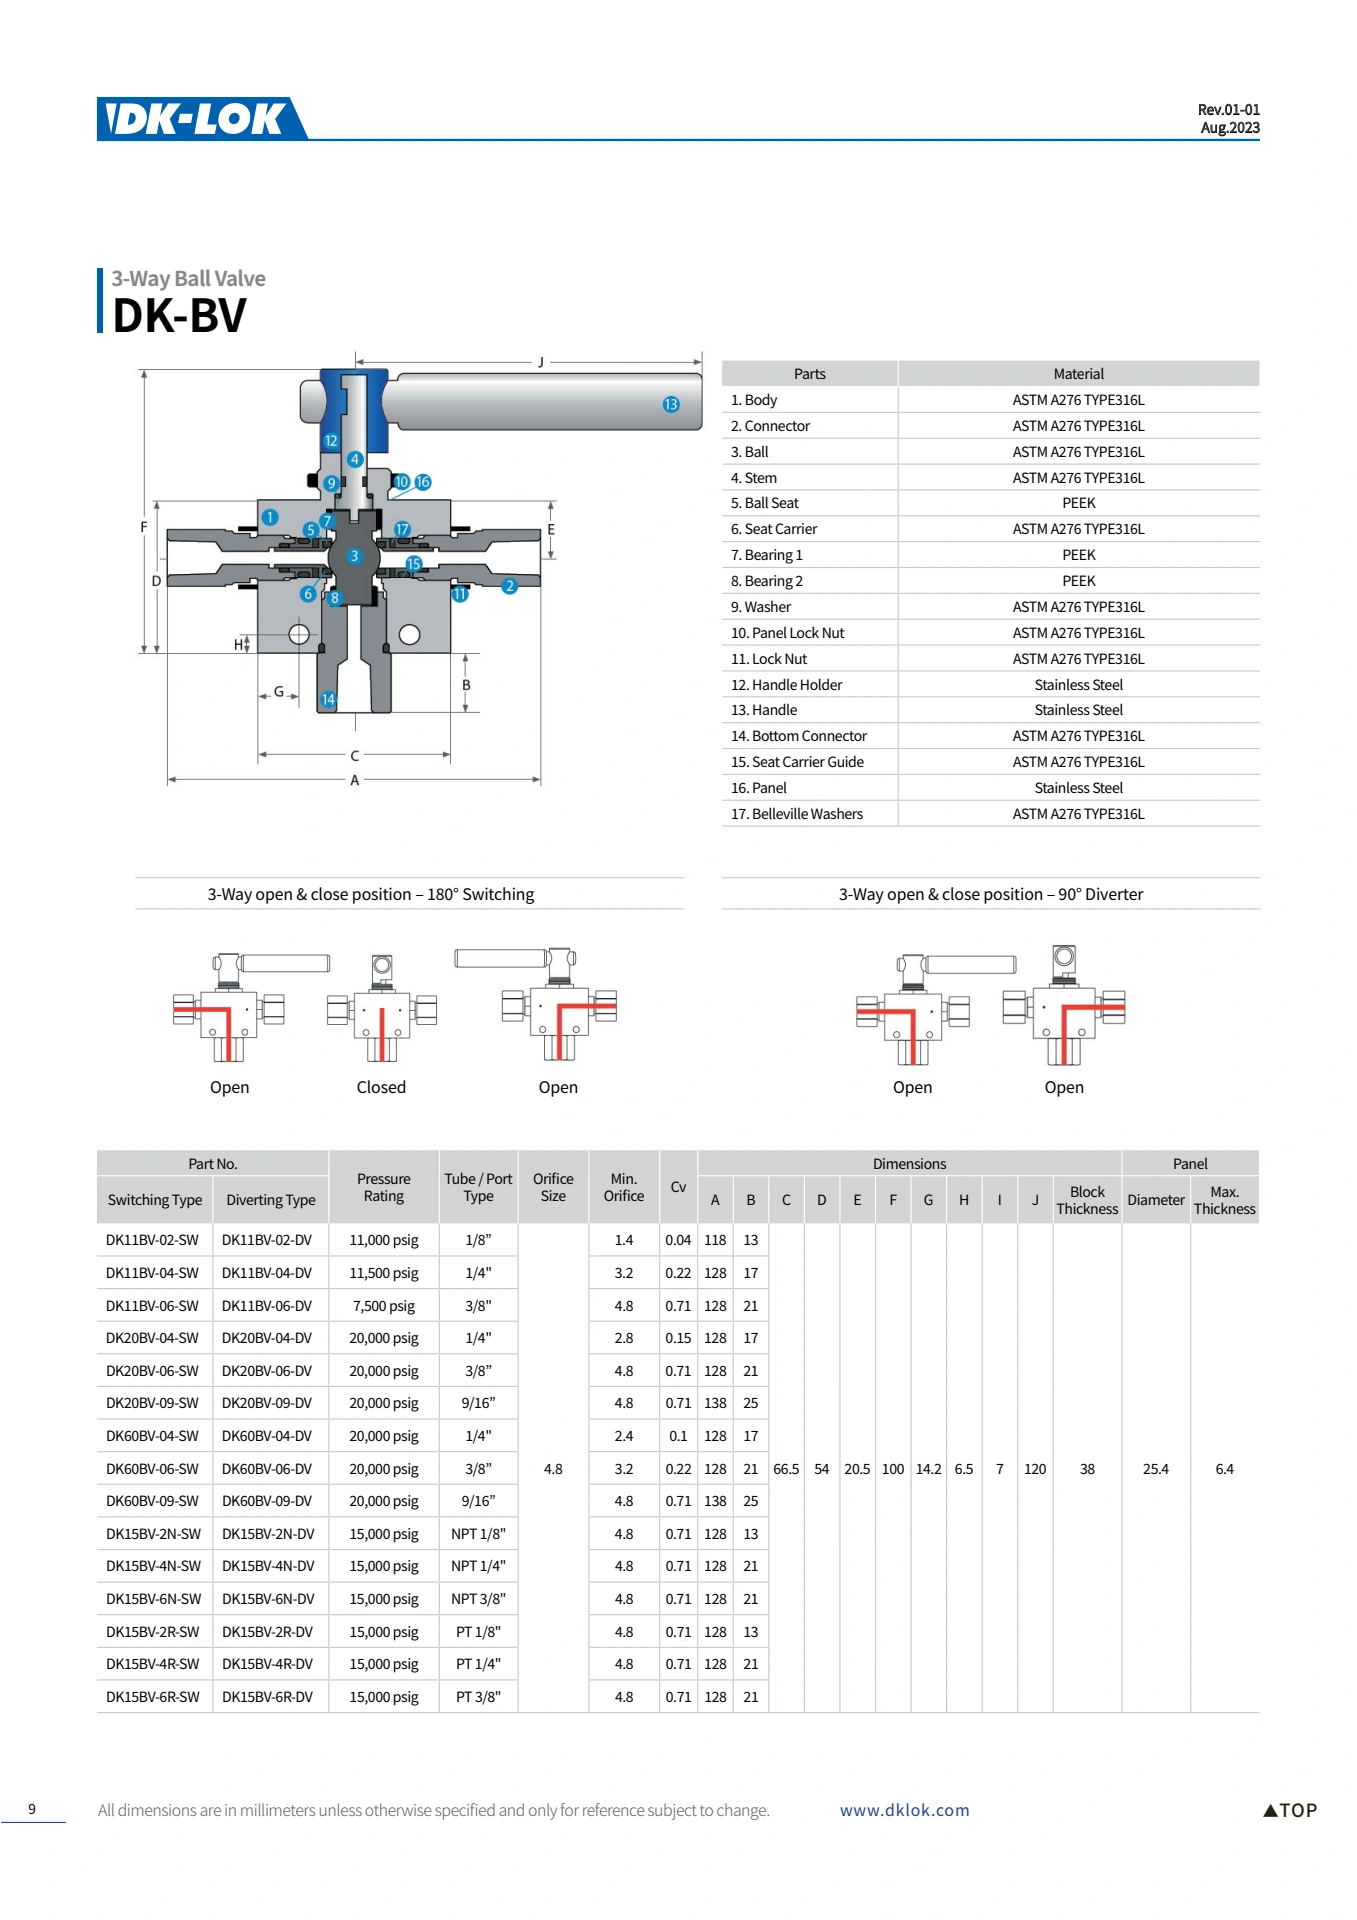 DK-LOK
Rev.01-01
Aug.2023
3-Way Ball Valve
DK-BV
J
13
12
4
9
10
16
1
7
5
17
F
E
3
15
D
2
6
8
11
H
G
B
14
C
A
Parts Material
1. Body ASTM A276 TYPE316L
2. Connector ASTM A276 TYPE316L
3. Ball ASTM A276 TYPE316L
4. Stem ASTM A276 TYPE316L
5. Ball Seat PEEK
6. Seat Carrier ASTM A276 TYPE316L
7. Bearing 1 PEEK
8. Bearing 2 PEEK
9. Washer ASTM A276 TYPE316L
10. Panel Lock Nut ASTM A276 TYPE316L
11. Lock Nut ASTM A276 TYPE316L
12. Handle Holder Stainless Steel
13. Handle Stainless Steel
14. Bottom Connector ASTM A276 TYPE316L
15. Seat Carrier Guide ASTM A276 TYPE316L
16. Panel Stainless Steel
17. Belleville Washers ASTM A276 TYPE316L
3-Way open & close position – 180° Switching
3-Way open & close position – 90° Diverter
Open Closed Open
Open Open
Part No. Pressure Rating Tube / Port Type Orifice Size Min. Orifice Cv Dimensions Panel
Switching Type Diverting Type A B C D E F G H I J Block Thickness Diameter Max. Thickness
DK11BV-02-SW DK11BV-02-DV 11,000 psig 1/8” 1.4 0.04 118 13
DK11BV-04-SW DK11BV-04-DV 11,500 psig 1/4" 3.2 0.22 128 17
DK11BV-06-SW DK11BV-06-DV 7,500 psig 3/8" 4.8 0.71 128 21
DK20BV-04-SW DK20BV-04-DV 20,000 psig 1/4" 2.8 0.15 128 17
DK20BV-06-SW DK20BV-06-DV 20,000 psig 3/8” 4.8 0.71 128 21
DK20BV-09-SW DK20BV-09-DV 20,000 psig 9/16” 4.8 0.71 138 25
DK60BV-04-SW DK60BV-04-DV 20,000 psig 1/4" 2.4 0.1 128 17
DK60BV-06-SW DK60BV-06-DV 20,000 psig 3/8” 4.8 3.2 0.22 128 21 66.5 54 20.5 100 14.2 6.5 7 120 38 25.4 6.4
DK60BV-09-SW DK60BV-09-DV 20,000 psig 9/16” 4.8 0.71 138 25
DK15BV-2N-SW DK15BV-2N-DV 15,000 psig NPT 1/8" 4.8 0.71 128 13
DK15BV-4N-SW DK15BV-4N-DV 15,000 psig NPT 1/4" 4.8 0.71 128 21
DK15BV-6N-SW DK15BV-6N-DV 15,000 psig NPT 3/8" 4.8 0.71 128 21
DK15BV-2R-SW DK15BV-2R-DV 15,000 psig PT 1/8" 4.8 0.71 128 13
DK15BV-4R-SW DK15BV-4R-DV 15,000 psig PT 1/4" 4.8 0.71 128 21
DK15BV-6R-SW DK15BV-6R-DV 15,000 psig PT 3/8" 4.8 0.71 128 21
9 All dimensions are in millimeters unless otherwise specified and only for reference subject to change. www.dklok.com ▲TOP